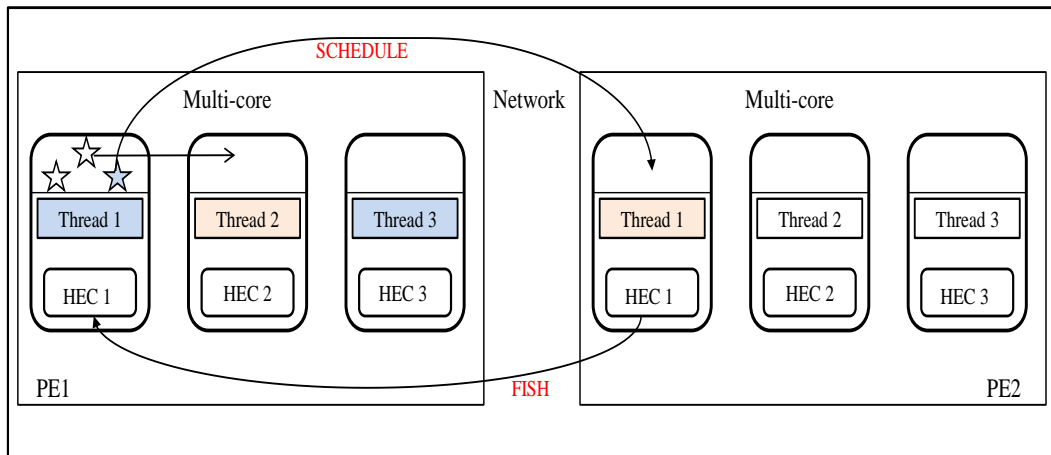 SCHEDULE
Multi-core
Network
Multi-core
Thread 1
Thread 2
Thread 3
Thread 1
Thread 2
Thread 3
HEC 1
HEC 2
HEC 3
HEC 1
HEC 2
HEC 3
PE1
FISH
PE2